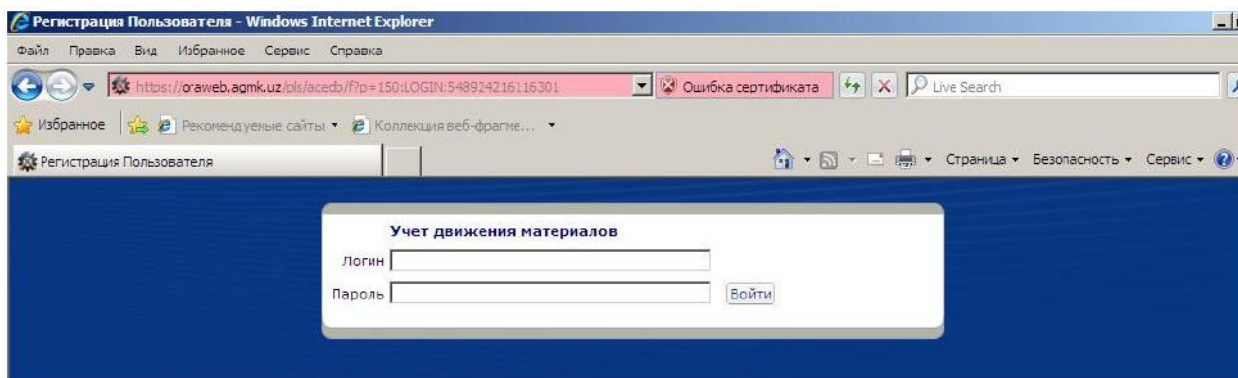 Регистрация Пользователя - Windows Internet Explorer
Файл Правка Вид Избранное Сервис Справка
https://oraweb.agmk.uz/pls/acedb/f?p=150:LOGIN:548924216116301 Ошибка сертификата Live Search
Избранное Рекомендуемые сайты Коллекция веб-фрагме...
Регистрация Пользователя Страница Безопасность Сервис
Учет движения материалов
Логин
Пароль Войти